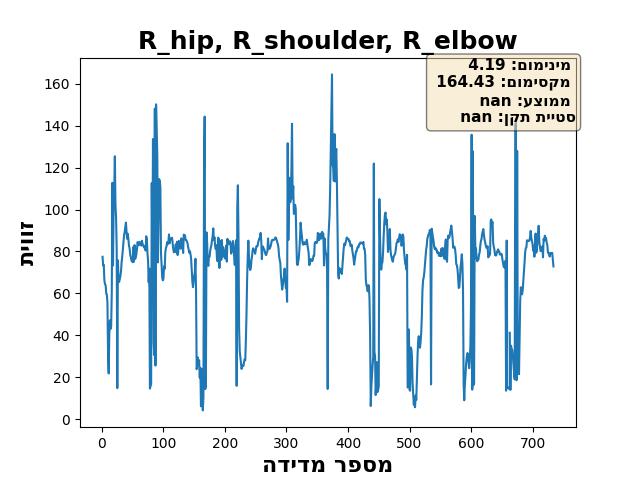 R_hip, R_shoulder, R_elbow
מינימום: 4.19
מקסימום: 164.43
ממוצע: nan
סטיית תקן: nan
160
140
120
100
80
60
40
20
0
זווית
0 100 200 300 400 500 600 700
מספר מדידה